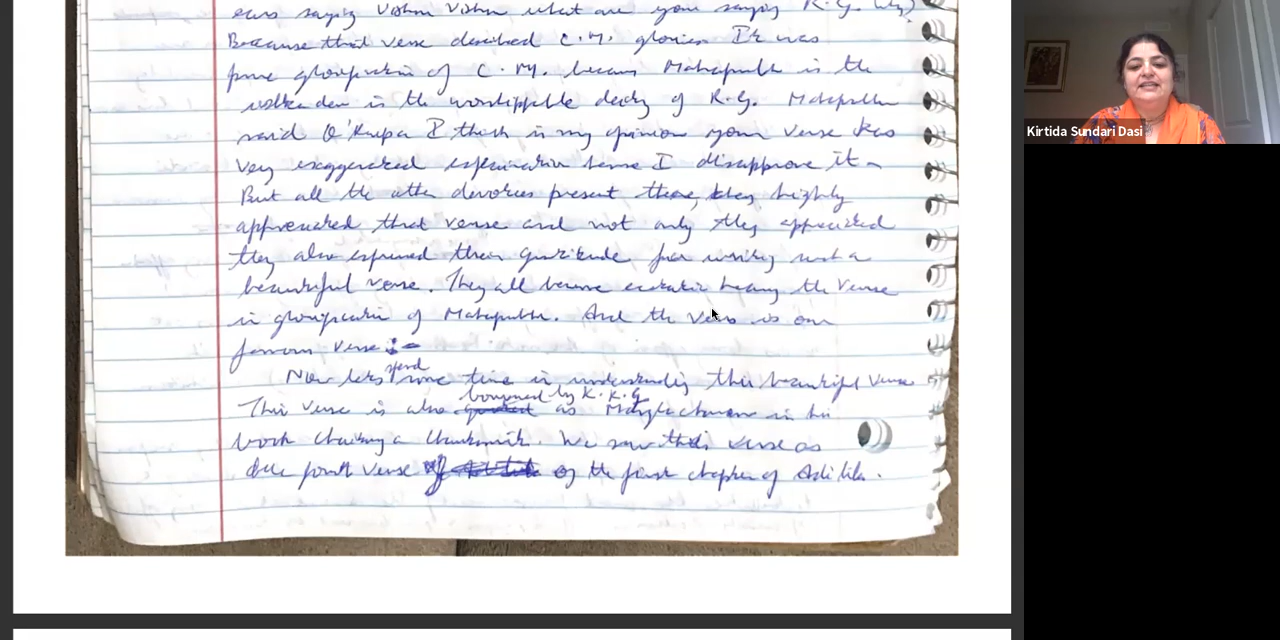 ears saying Vishnu Vishnu what are you saying R.G. why?
Because that verse described C.M. glories It was
pure glorification of C.M. because Mahaprabhu is the
is the worshippable deity of R.G. Mahaprabhu
said O'Rupa I think in my opinion your verse has
very exaggerated explanation hence I disapprove it
But all the other devotees present there, they highly
appreciated that verse and not only they appreciated
they also expressed their gratitude for writing such a
beautiful verse. They all became ecstatic hearing the verse
in glorification of Mahaprabhu. And the verse is our
famous verse :-
Now lets spend some time in understanding this beautiful verse
This verse is also borrowed by K.K.G as in his
book We saw this verse as
the fourth verse of the first chapter of Adi lila.
Kirtida Sundari Dasi